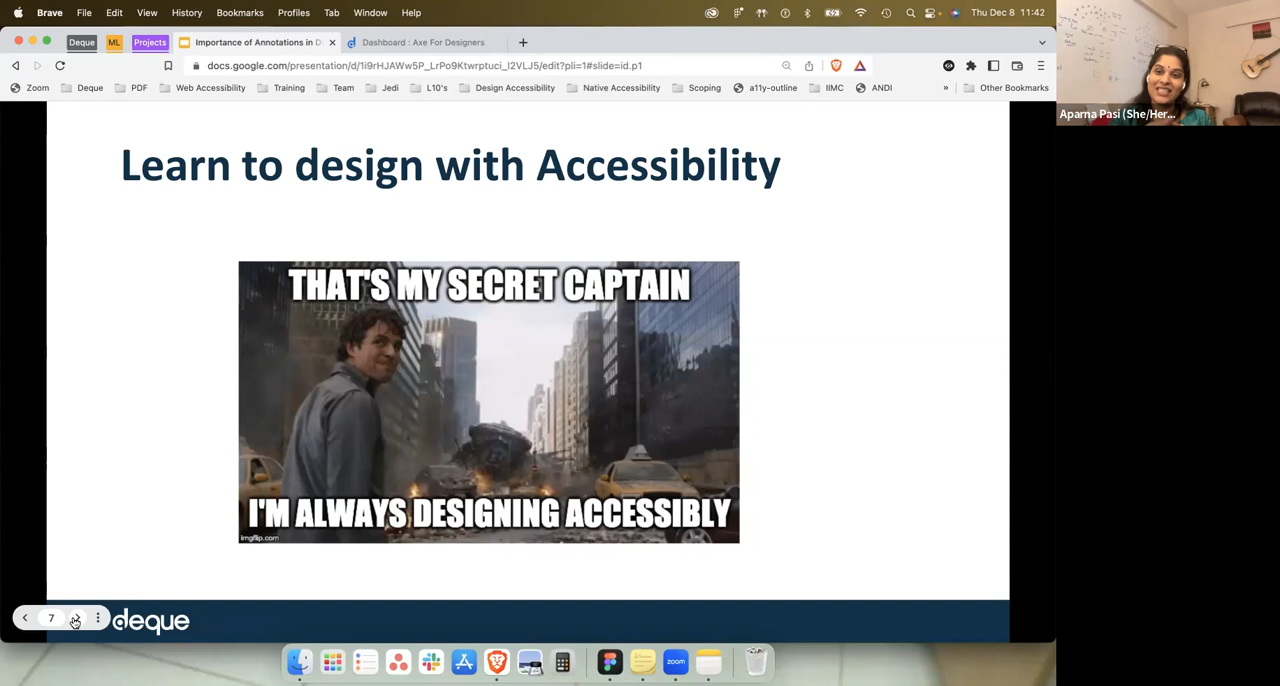 Brave File Edit View History Bookmarks Profiles Tab Window Help Thu Dec 8 11:42
Deque ML Projects Importance of Annotations in D Dashboard : Axe For Designers
docs.google.com/presentation/d/1i9rHJAWw5P_LrPo9Ktwrptuci_l2VLJ5/edit?pli=1#slide=id.p1
Zoom Deque PDF Web Accessibility Training Team Jedi L10's Design Accessibility Native Accessibility Scoping a11y-outline IIMC ANDI » Other Bookmarks
Aparna Pasi (She/Her...
Learn to design with Accessibility
THAT'S MY SECRET CAPTAIN
I'M ALWAYS DESIGNING ACCESSIBLY
imgflip.com
7
deque
zoom